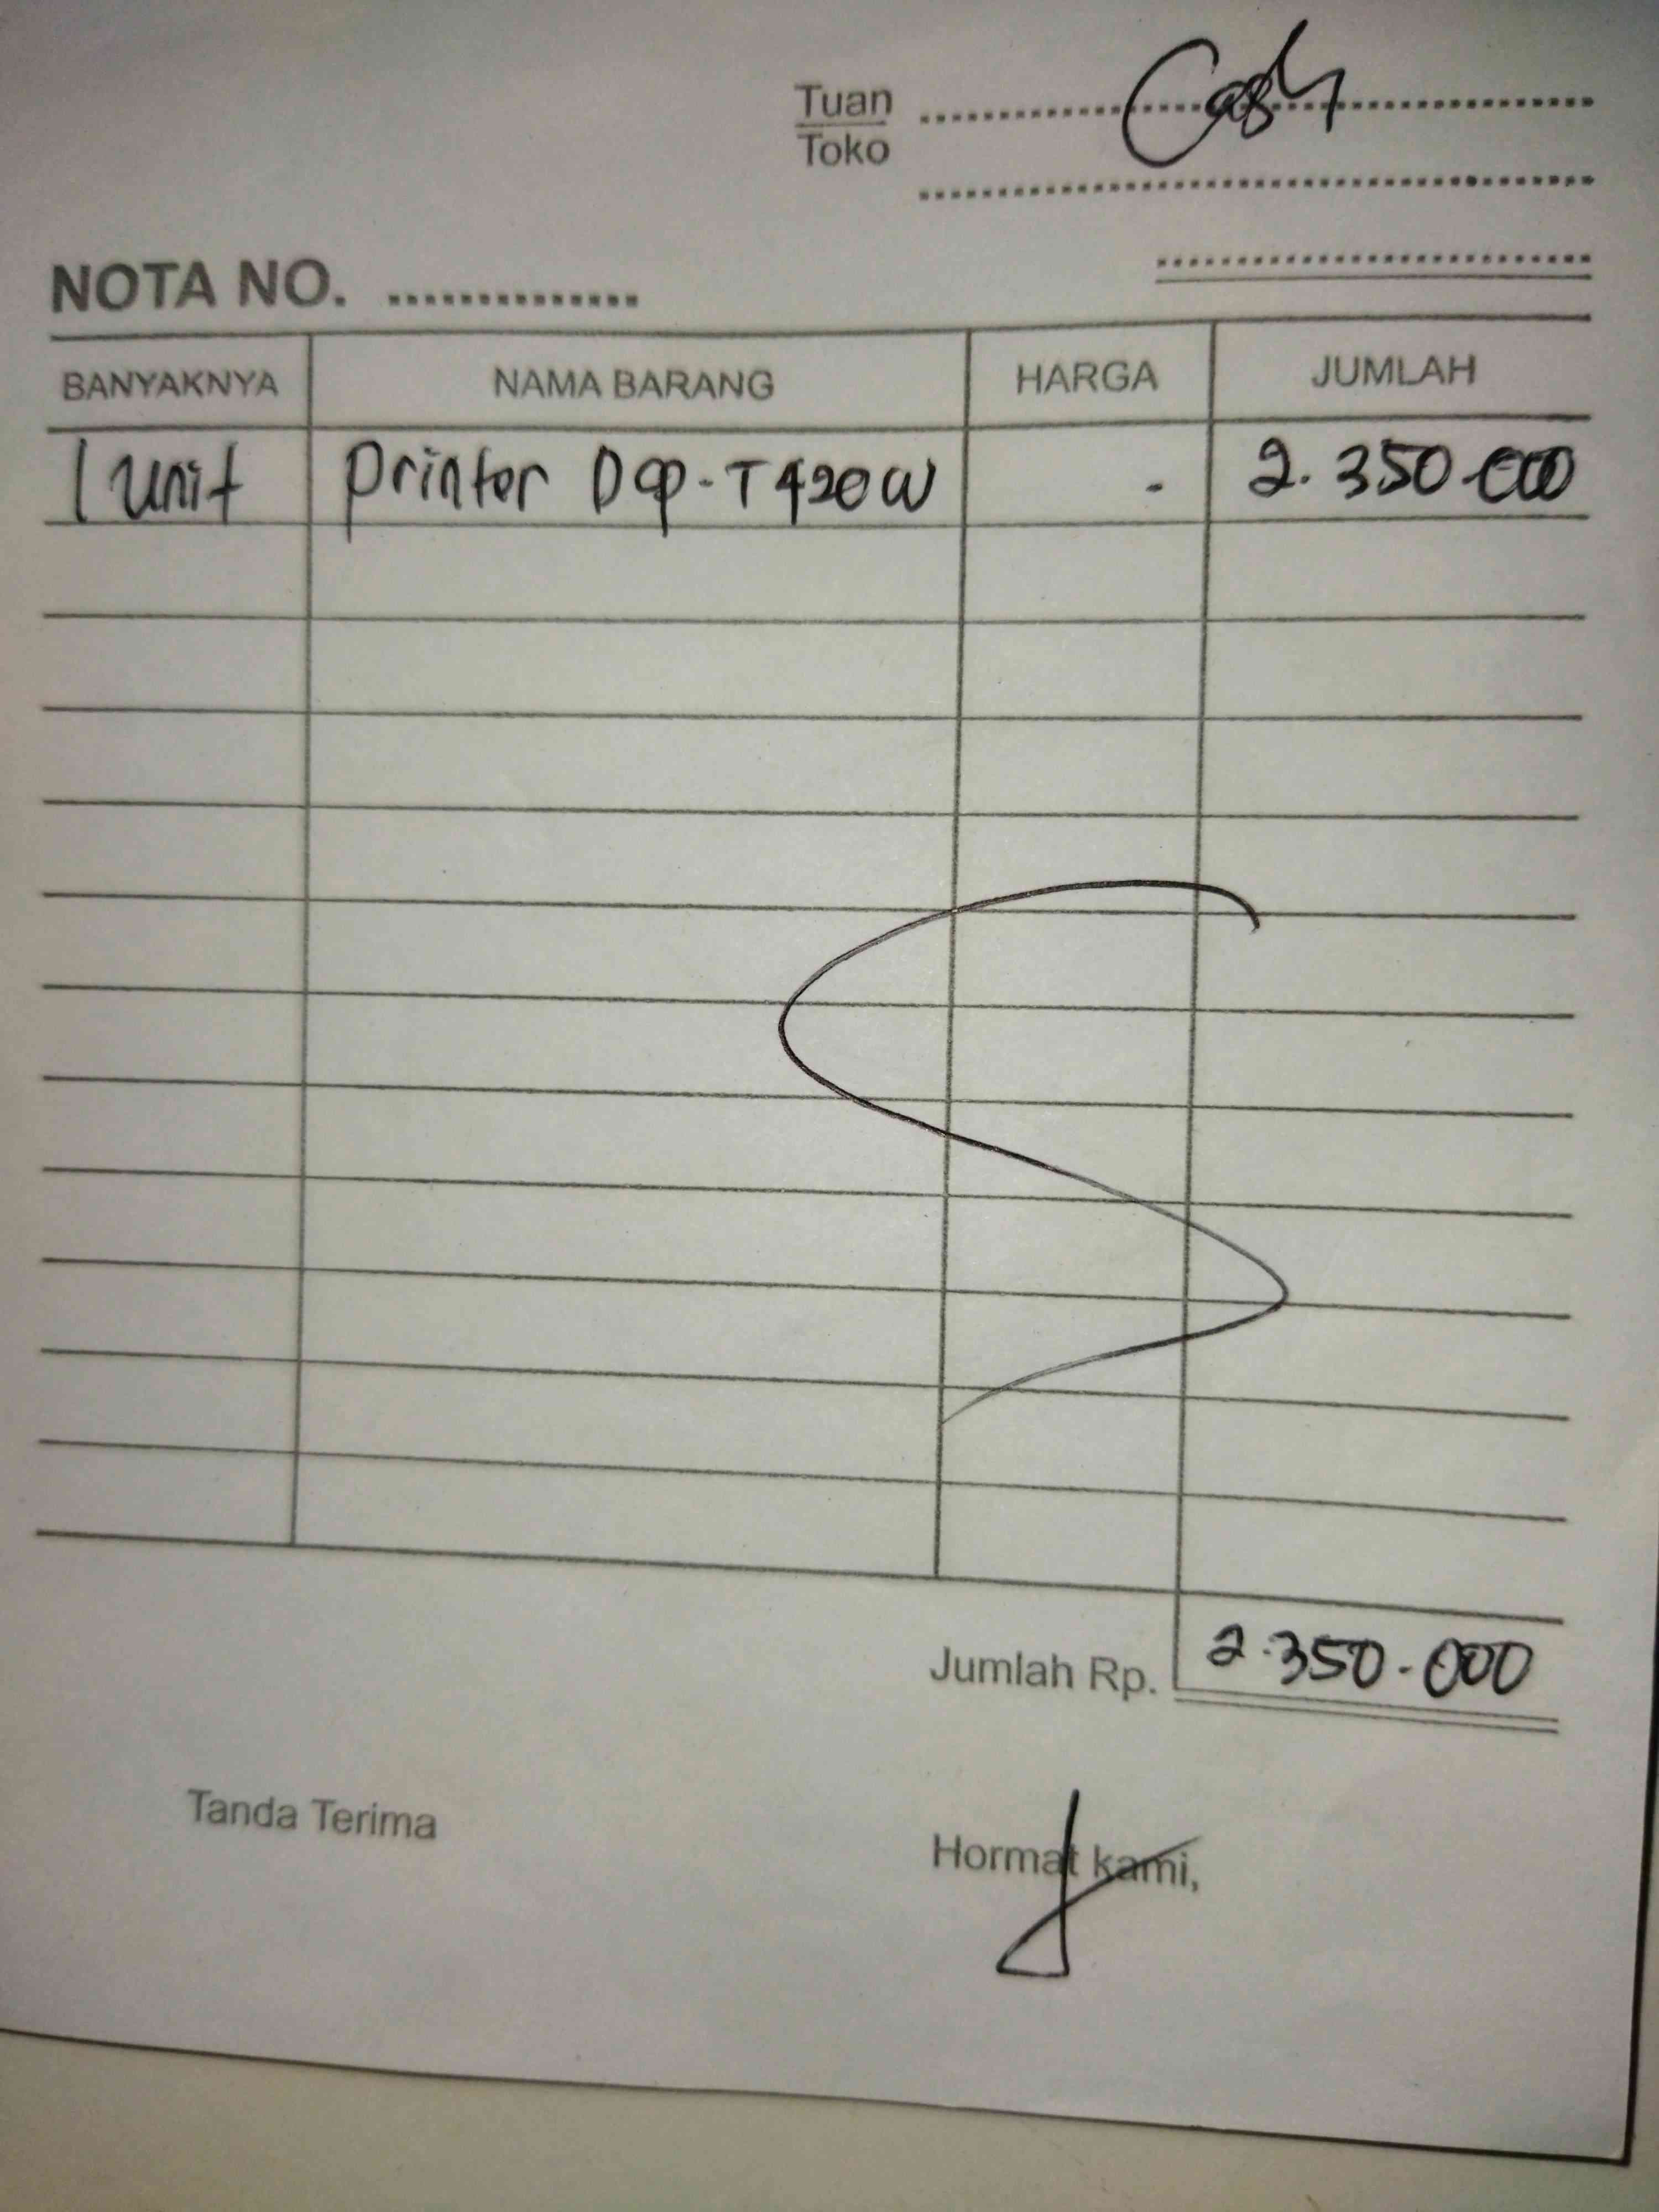 Tuan Cash
Toko
NOTA NO. ..............
BANYAKNYA NAMA BARANG HARGA JUMLAH
1 Unit Printer Dcp-T420W - 2.350.000
Jumlah Rp. 2.350.000
Tanda Terima Hormat kami,